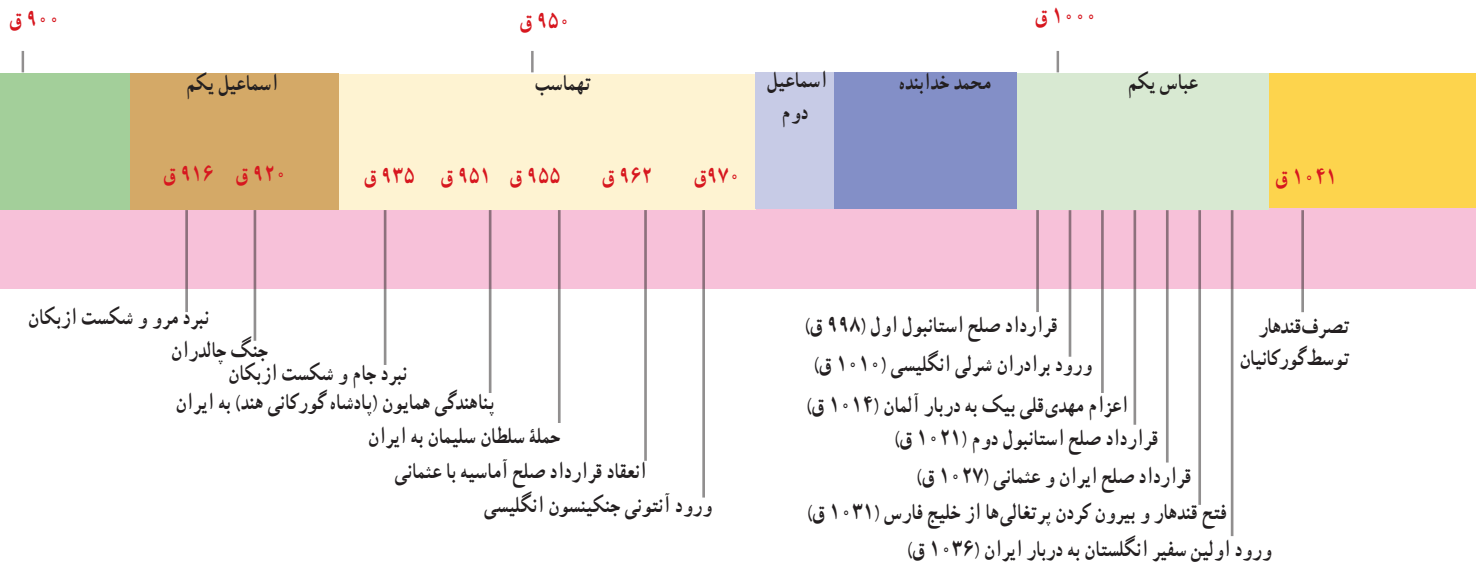 ۹۰۰ ق
۹۵۰ ق
۱۰۰۰ ق
اسماعیل یکم
تهماسب
اسماعیل
دوم
محمد خدابنده
عباس یکم
۹۱۶ ق
۹۲۰ ق
۹۳۵ ق
۹۵۱ ق
۹۵۵ ق
۹۶۲ ق
۹۷۰ق
۱۰۴۱ ق
نبرد مرو و شکست ازبکان
جنگ چالدران
نبرد جام و شکست ازبکان
پناهندگی همایون (پادشاه گورکانی هند) به ایران
حملهٔ سلطان سلیمان به ایران
انعقاد قرارداد صلح آماسیه با عثمانی
ورود آنتونی جنکینسون انگلیسی
قرارداد صلح استانبول اول (۹۹۸ ق)
ورود برادران شرلی انگلیسی (۱۰۱۰ ق)
اعزام مهدی‌قلی بیک به دربار آلمان (۱۰۱۴ ق)
قرارداد صلح استانبول دوم (۱۰۲۱ ق)
قرارداد صلح ایران و عثمانی (۱۰۲۷ ق)
فتح قندهار و بیرون کردن پرتغالی‌ها از خلیج فارس (۱۰۳۱ ق)
ورود اولین سفیر انگلستان به دربار ایران (۱۰۳۶ ق)
تصرف‌قندهار
توسط‌گورکانیان